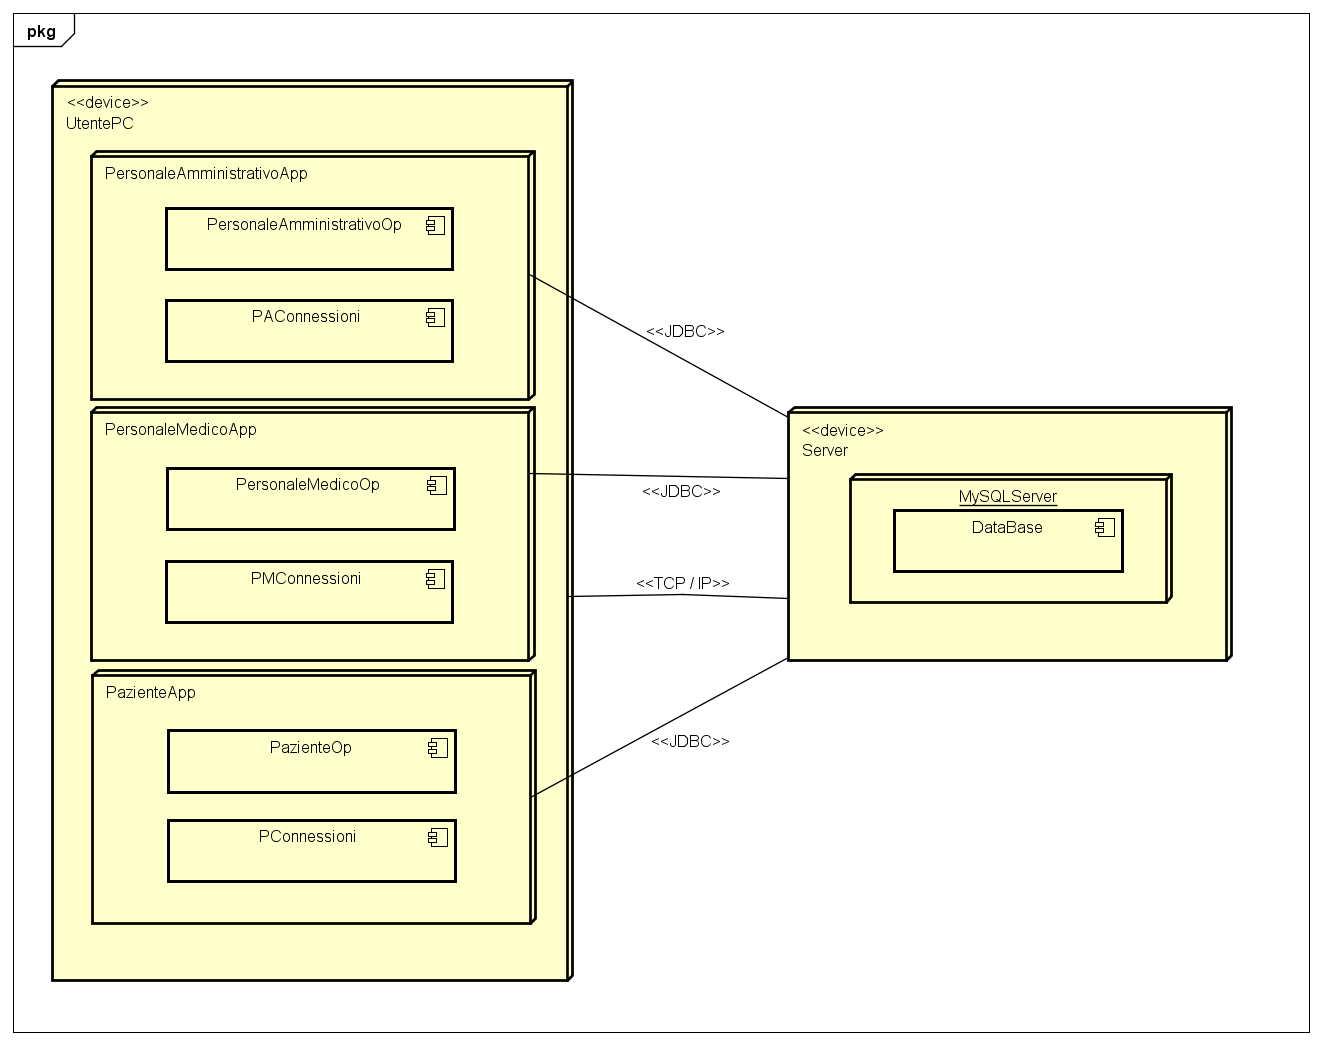 pkg
<<device>>
UtentePC
PersonaleAmministrativoApp
PersonaleAmministrativoOp
PAConnessioni
<<JDBC>>
PersonaleMedicoApp
PersonaleMedicoOp
<<JDBC>>
PMConnessioni
<<TCP / IP>>
PazienteApp
PazienteOp
<<JDBC>>
PConnessioni
<<device>>
Server
MySQLServer
DataBase